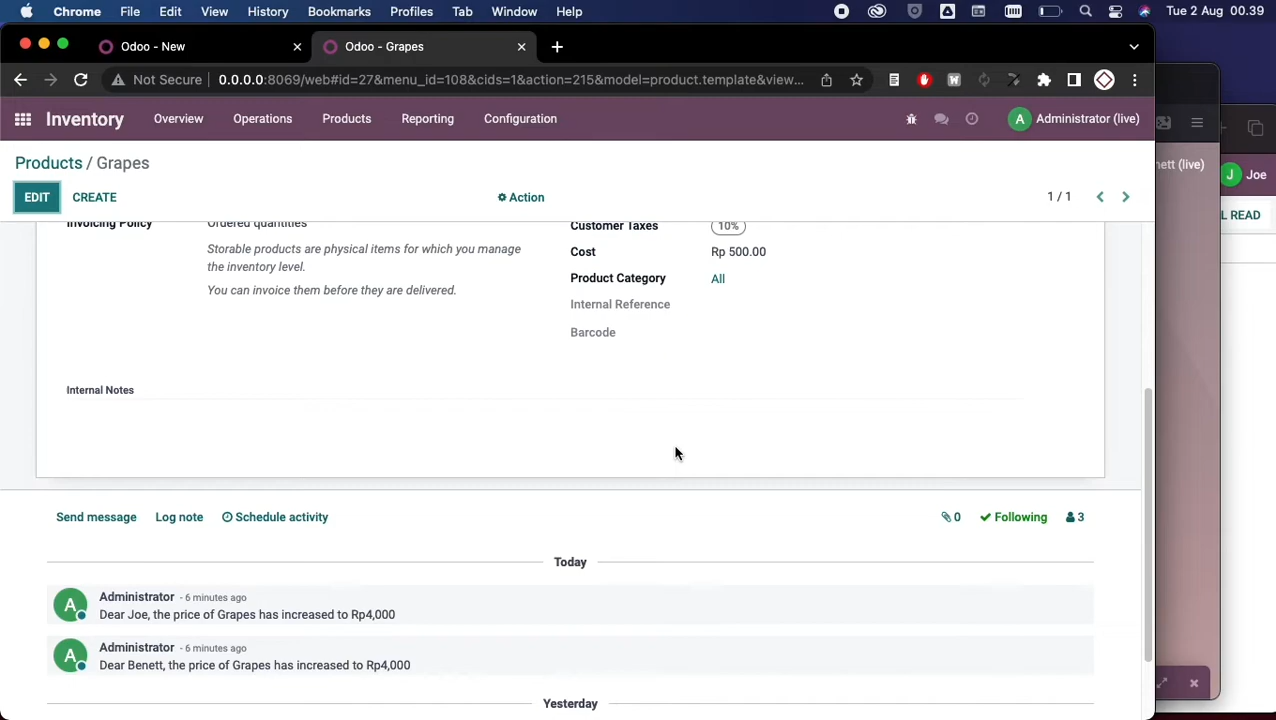 Chrome File Edit View History Bookmarks Profiles Tab Window Help Tue 2 Aug 00.39
Odoo - New Odoo - Grapes
Not Secure 0.0.0.0:8069/web#id=27&menu_id=108&cids=1&action=215&model=product.template&view...
Inventory Overview Operations Products Reporting Configuration A Administrator (live)
nett (live)
J Joe
Products / Grapes
EDIT CREATE Action 1 / 1
L READ
Invoicing Policy Ordered quantities
Customer Taxes 10%
Storable products are physical items for which you manage
the inventory level.
Cost Rp 500.00
Product Category All
You can invoice them before they are delivered.
Internal Reference
Barcode
Internal Notes
Send message Log note Schedule activity 0 Following 3
Today
A Administrator - 6 minutes ago
Dear Joe, the price of Grapes has increased to Rp4,000
A Administrator - 6 minutes ago
Dear Benett, the price of Grapes has increased to Rp4,000
Yesterday